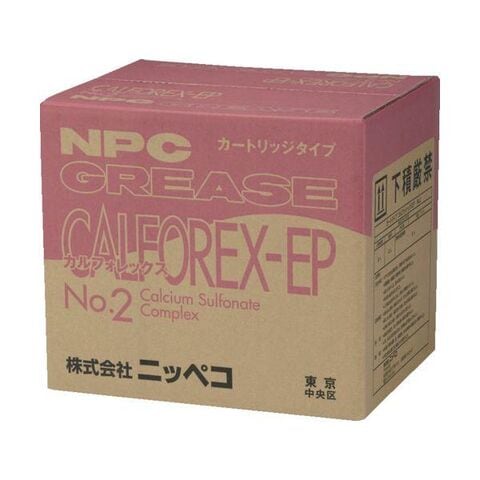 CALFOREX-EP
NPC
カートリッジタイプ
GREASE
CALFOREX-EP
カルフォレックス
No.2
Calcium Sulfonate
Complex
株式会社 ニッペコ
東京
中央区
下積厳禁